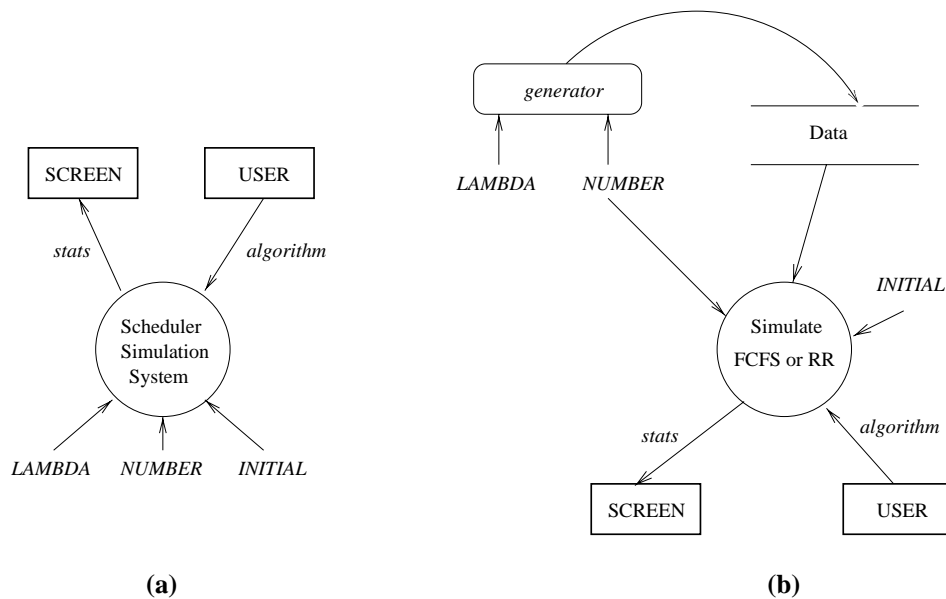 SCREEN
USER
stats
algorithm
Scheduler
Simulation
System
LAMBDA
NUMBER
INITIAL
(a)
generator
Data
LAMBDA
NUMBER
INITIAL
Simulate
FCFS or RR
stats
algorithm
SCREEN
USER
(b)